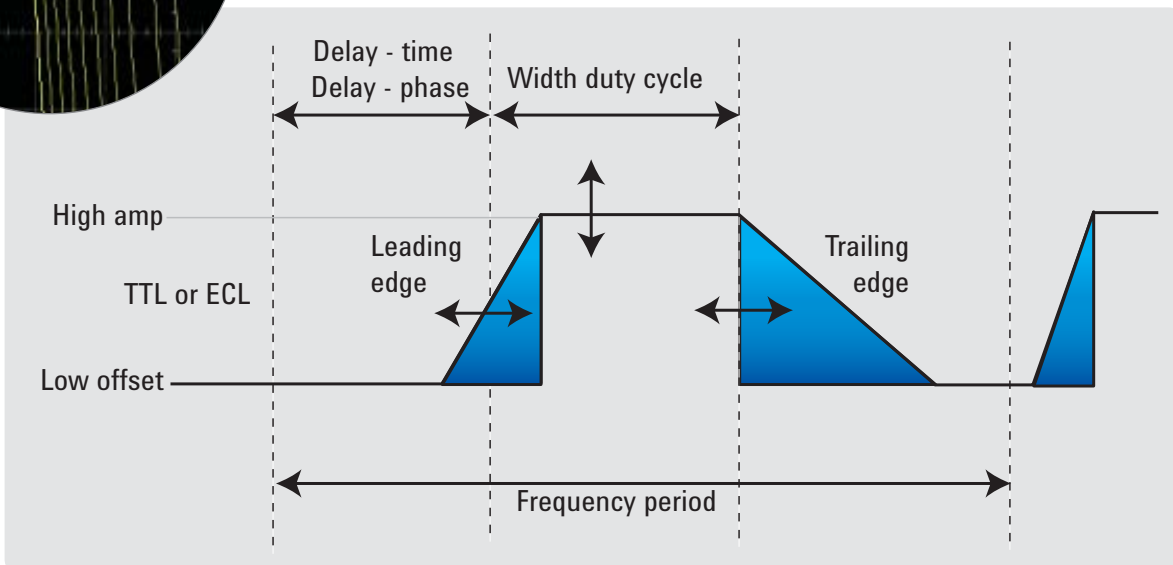 Delay - time
Delay - phase
Width duty cycle
High amp
Leading
edge
Trailing
edge
TTL or ECL
Low offset
Frequency period